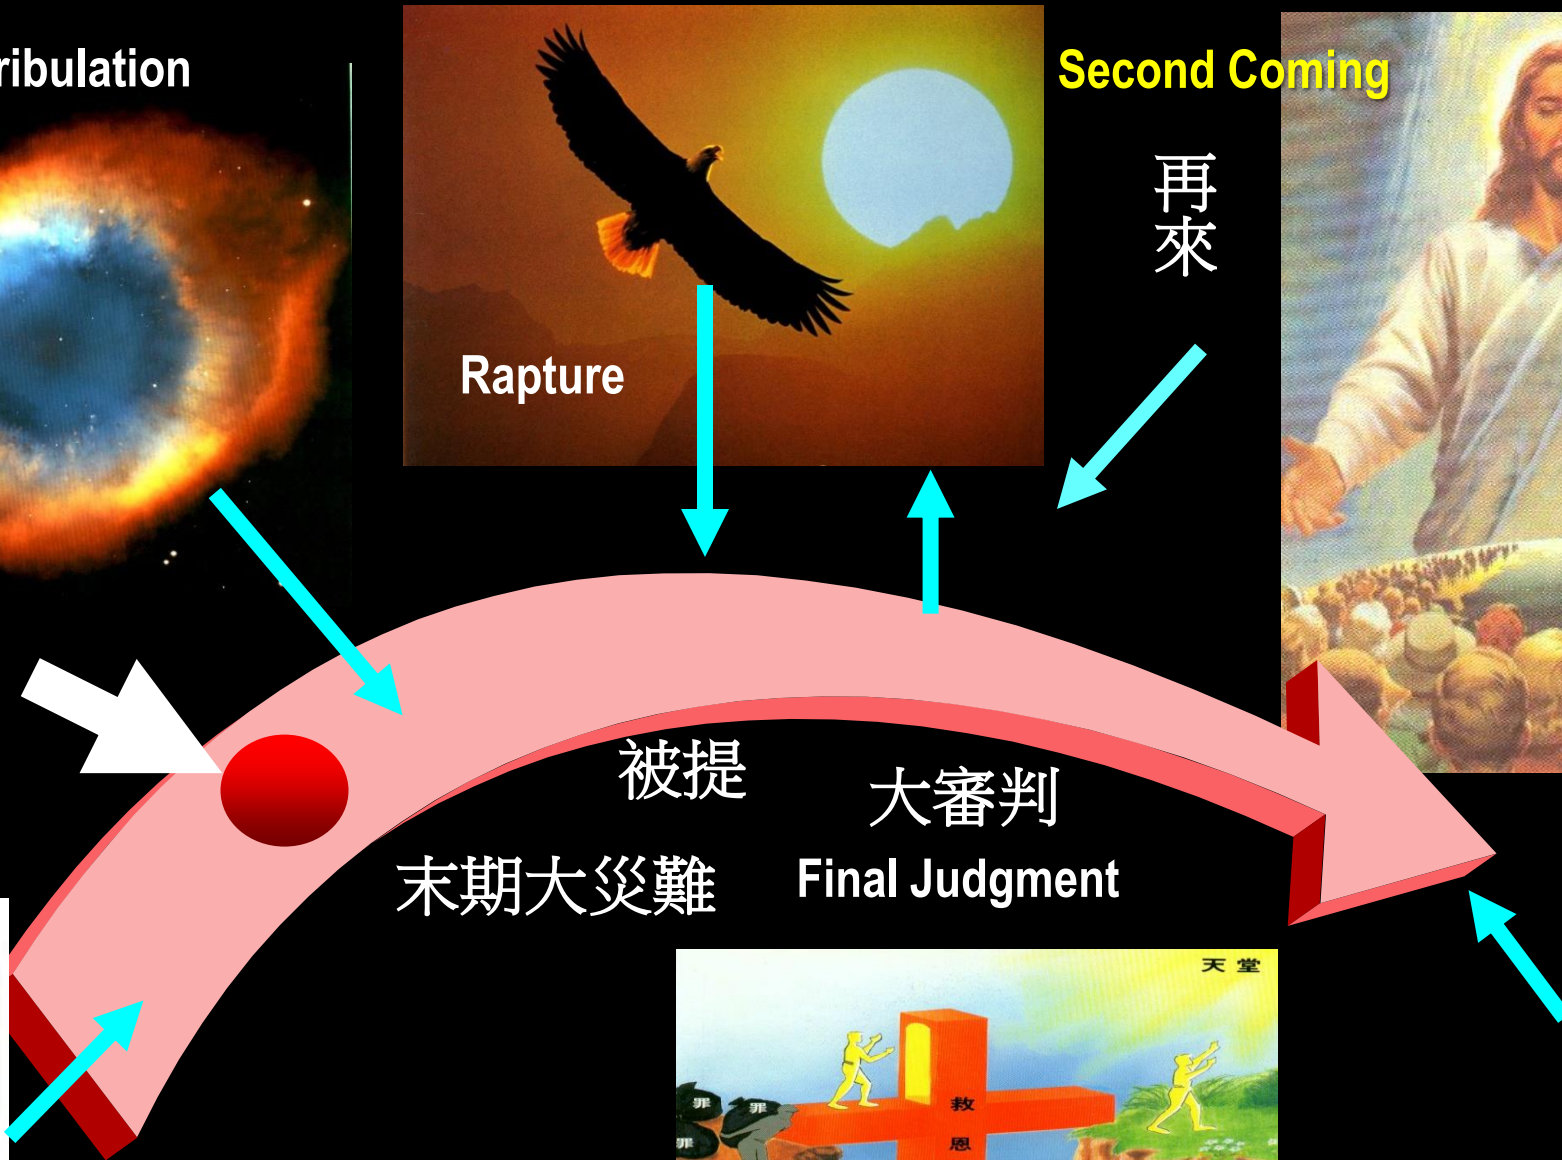 ribulation
Second Coming
再來
Rapture
被提
大審判
末期大災難
Final Judgment
天堂
罪
罪
罪
救
恩